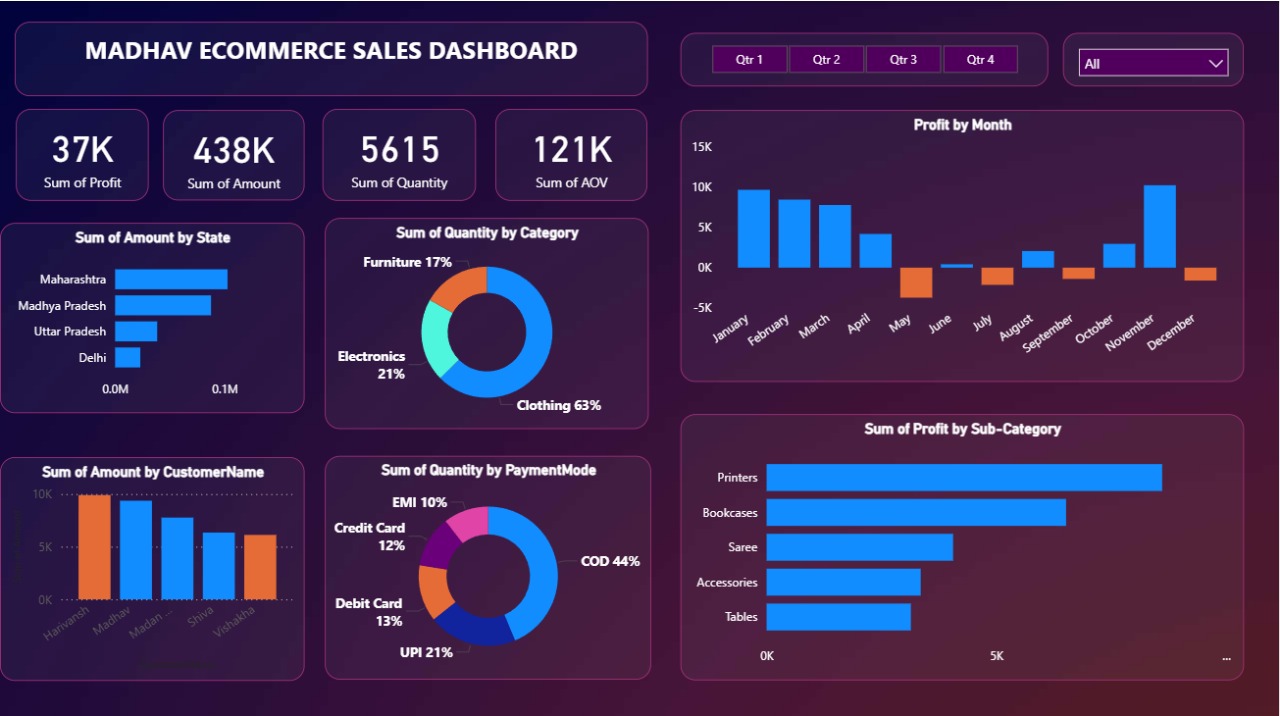 MADHAV ECOMMERCE SALES DASHBOARD
Qtr 1
Qtr 2
Qtr 3
Qtr 4
All
37K
Sum of Profit
438K
Sum of Amount
5615
Sum of Quantity
121K
Sum of AOV
Profit by Month
15K
10K
5K
0K
-5K
January
February
March
April
May
June
July
August
September
October
November
December
Sum of Amount by State
Maharashtra
Madhya Pradesh
Uttar Pradesh
Delhi
0.0M
0.1M
Sum of Quantity by Category
Furniture 17%
Electronics
21%
Clothing 63%
Sum of Profit by Sub-Category
Printers
Bookcases
Saree
Accessories
Tables
0K
5K
...
Sum of Amount by CustomerName
10K
5K
0K
Harivansh
Madhav
Madan ...
Shiva
Vishakha
Sum of Quantity by PaymentMode
EMI 10%
Credit Card
12%
COD 44%
Debit Card
13%
UPI 21%